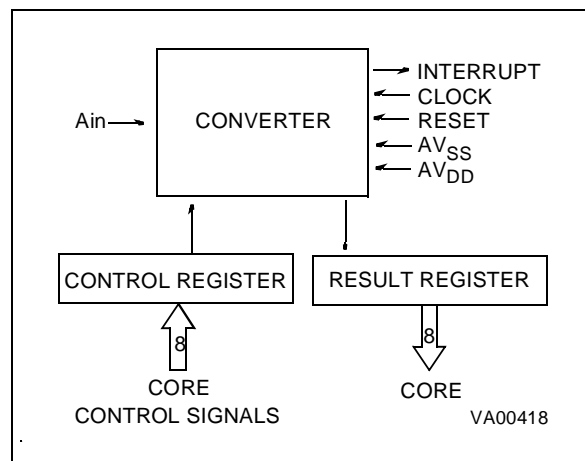 INTERRUPT
CLOCK
Ain
CONVERTER
RESET
AVSS
AVDD
CONTROL REGISTER
RESULT REGISTER
8
8
CORE
CONTROL SIGNALS
CORE
VA00418